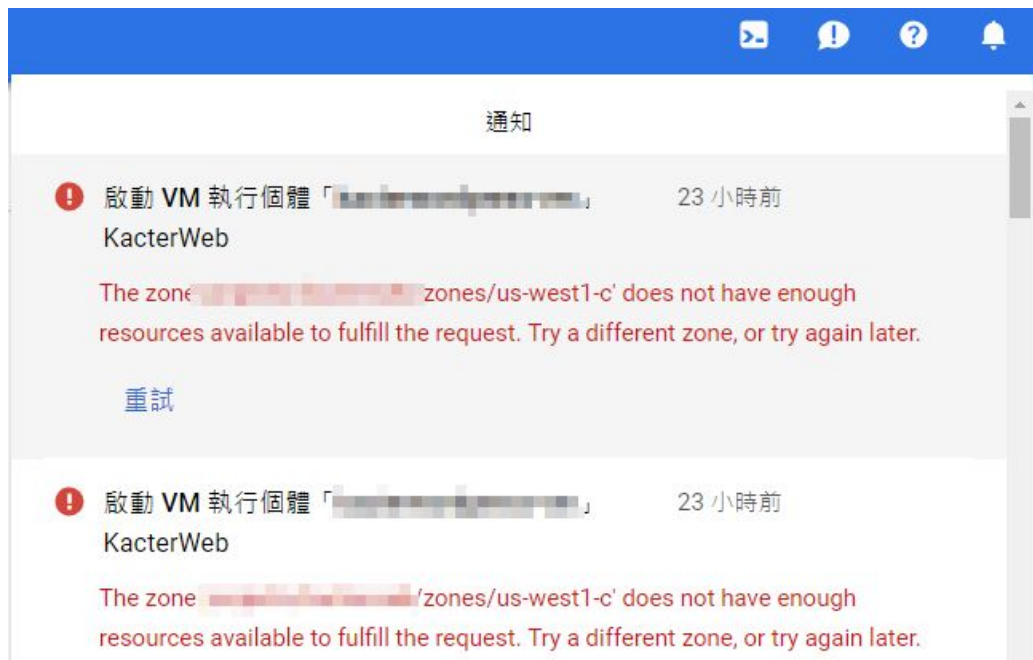 通知
啟動 VM 執行個體「」 23 小時前
KacterWeb
The zone zones/us-west1-c' does not have enough
resources available to fulfill the request. Try a different zone, or try again later.
重試
啟動 VM 執行個體「」 23 小時前
KacterWeb
The zone /zones/us-west1-c' does not have enough
resources available to fulfill the request. Try a different zone, or try again later.